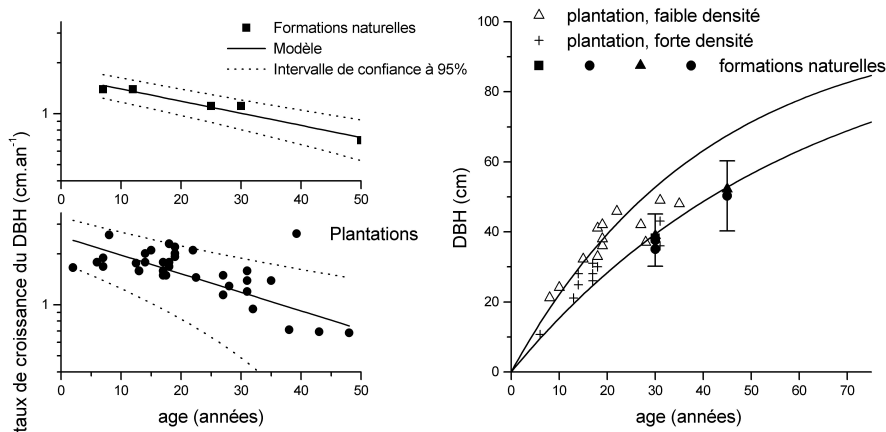 Formations naturelles
Modèle
Intervalle de confiance à 95%
1
0 10 20 30 40 50
Plantations
1
0 10 20 30 40 50
age (années)
taux de croissance du DBH (cm.an⁻¹)
plantation, faible densité
plantation, forte densité
formations naturelles
100
80
60
40
20
0
DBH (cm)
0 10 20 30 40 50 60 70
age (années)